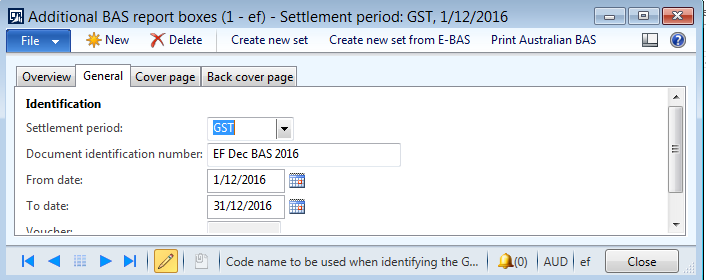 Additional BAS report boxes (1 - ef) - Settlement period: GST, 1/12/2016
File New Delete Create new set Create new set from E-BAS Print Australian BAS
Overview General Cover page Back cover page
Identification
Settlement period: GST
Document identification number: EF Dec BAS 2016
From date: 1/12/2016
To date: 31/12/2016
Voucher:
Code name to be used when identifying the G... (0) AUD ef Close